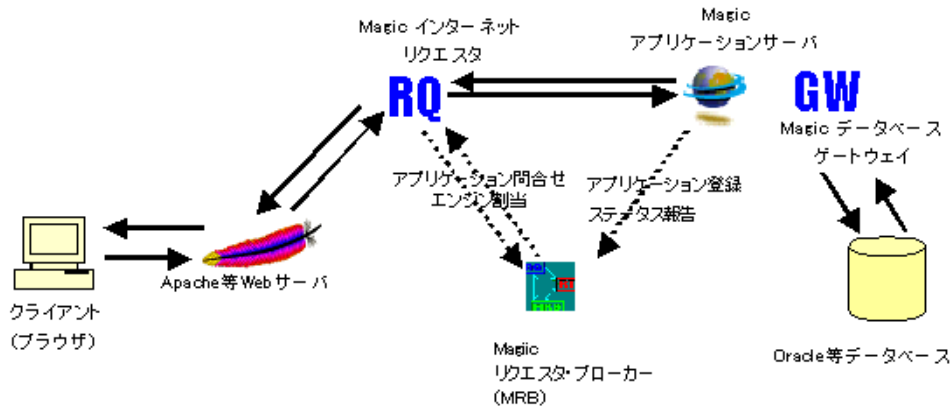 Magic インターネット
リクエスタ
Magic
アプリケーションサーバ
RQ
GW
Magic データベース
ゲートウェイ
アプリケーション問合せ
エンジン割当
アプリケーション登録
ステータス報告
Apache等Webサーバ
クライアント
(ブラウザ)
RQ
Magic
リクエスタ・ブローカー
(MRB)
Oracle等データベース